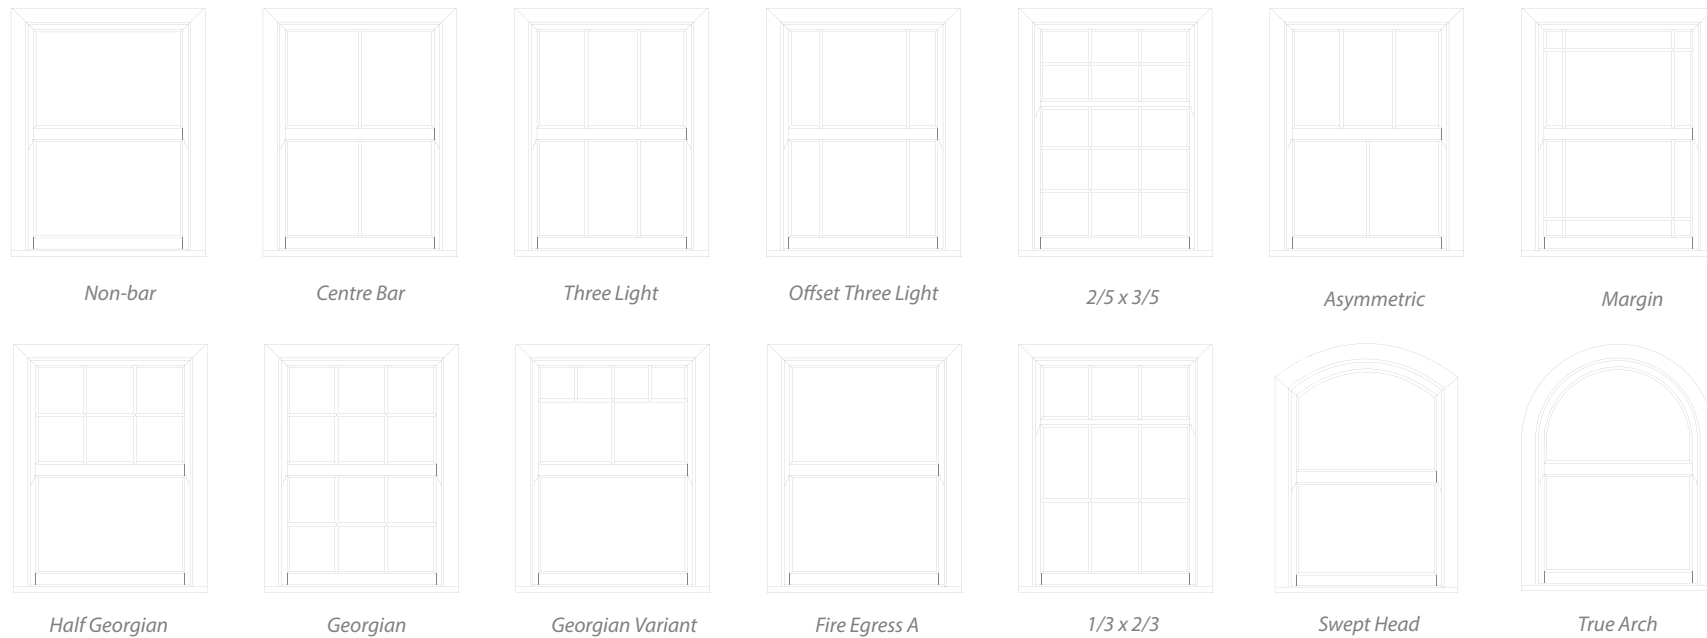 Non-bar
Centre Bar
Three Light
Offset Three Light
2/5 x 3/5
Asymmetric
Margin
Half Georgian
Georgian
Georgian Variant
Fire Egress A
1/3 x 2/3
Swept Head
True Arch